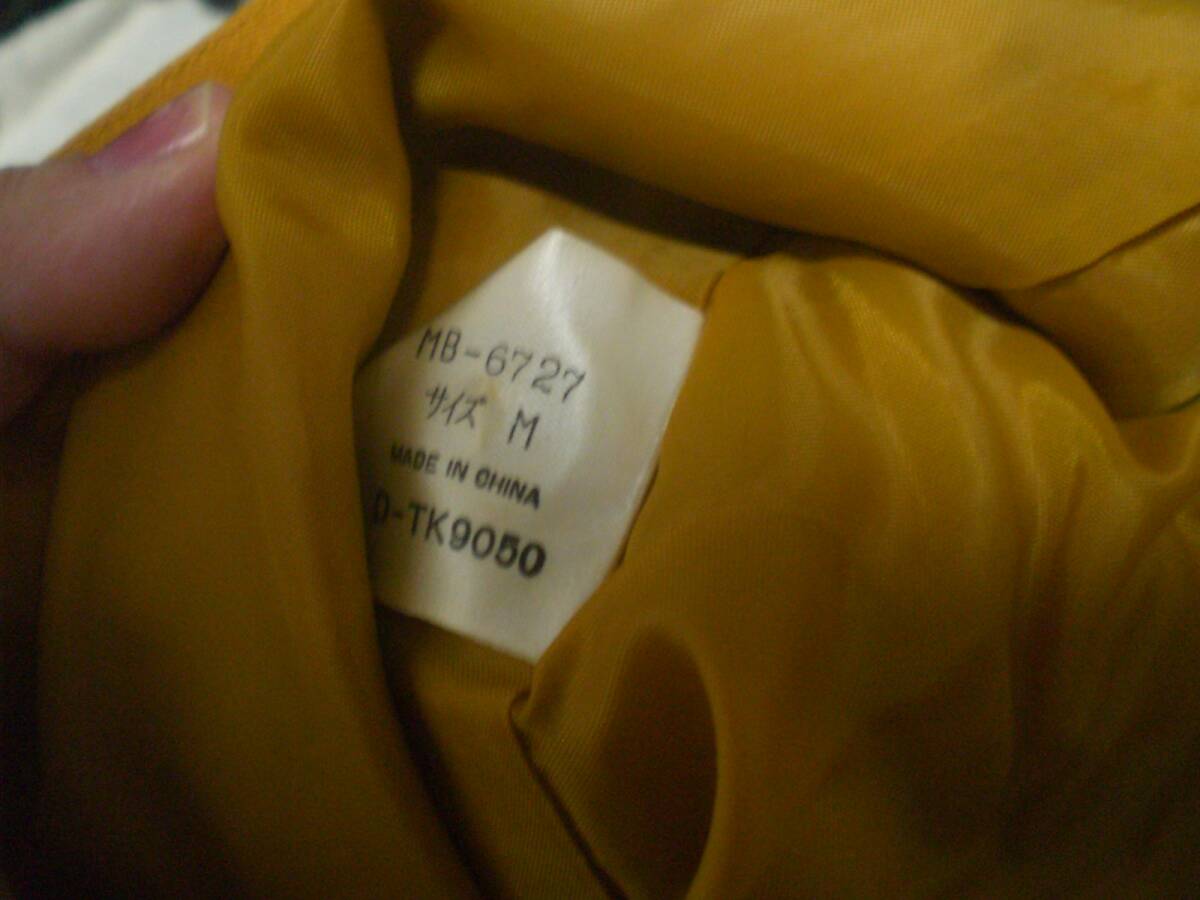 MB-6727
サイズ M
MADE IN CHINA
D-TK9050